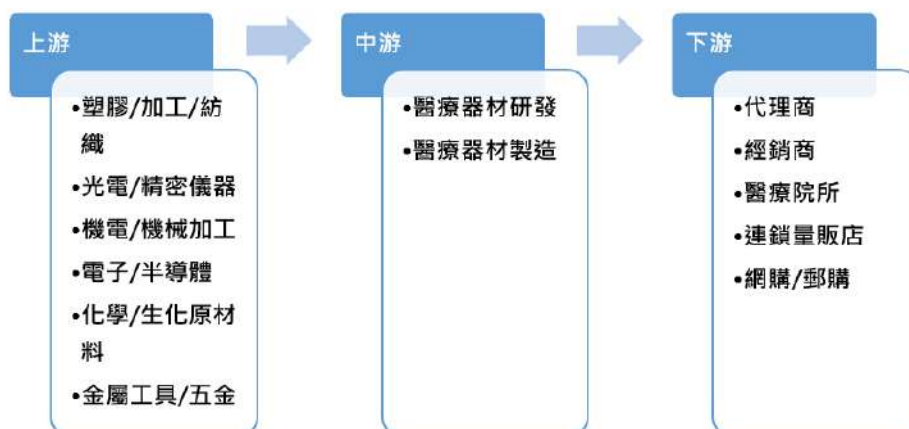 上游
•塑膠/加工/紡
織
•光電/精密儀器
•機電/機械加工
•電子/半導體
•化學/生化原材
料
•金屬工具/五金
中游
•醫療器材研發
•醫療器材製造
下游
•代理商
•經銷商
•醫療院所
•連鎖量販店
•網購/郵購